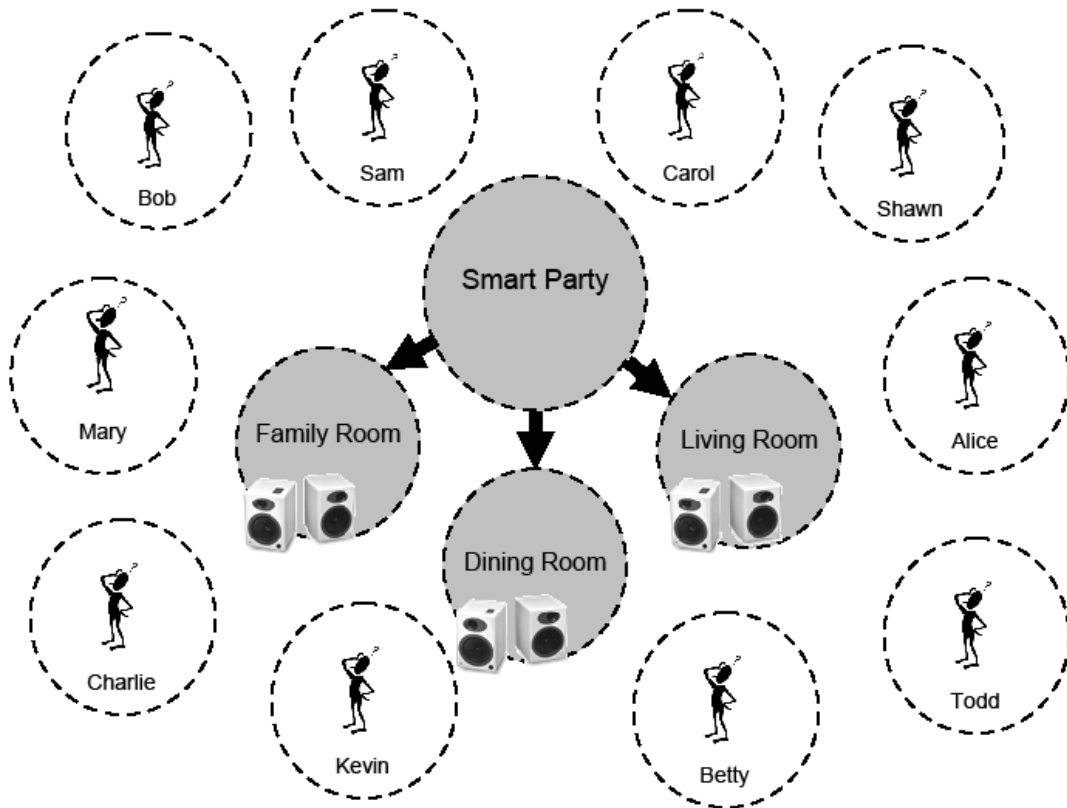 Bob
Sam
Carol
Shawn
Smart Party
Mary
Family Room
Living Room
Alice
Dining Room
Charlie
Kevin
Betty
Todd